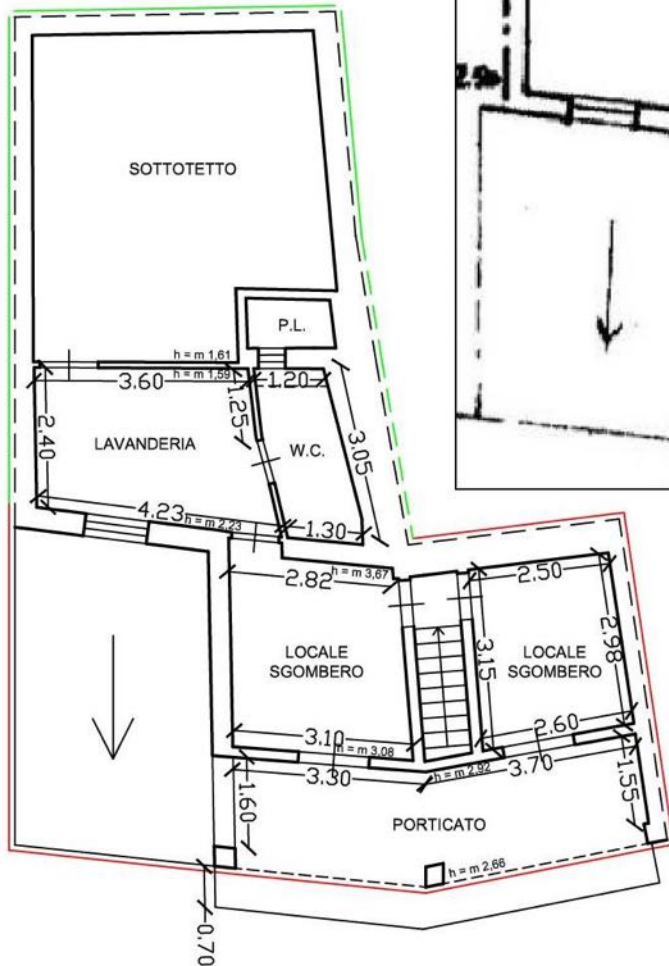 SOTTOTETTO
P.L.
h = m 1,61
h = m 1,59
3.60
1.20
1.25
2.40
LAVANDERIA
W.C.
3.05
4.23
h = m 2,23
1.30
2.82
h = m 3,67
2.50
LOCALE
SGOMBERO
3.15
LOCALE
SGOMBERO
2.98
3.10
h = m 3,08
2.60
3.30
h = m 2,92
3.70
1.60
PORTICATO
1.55
h = m 2,66
0.70